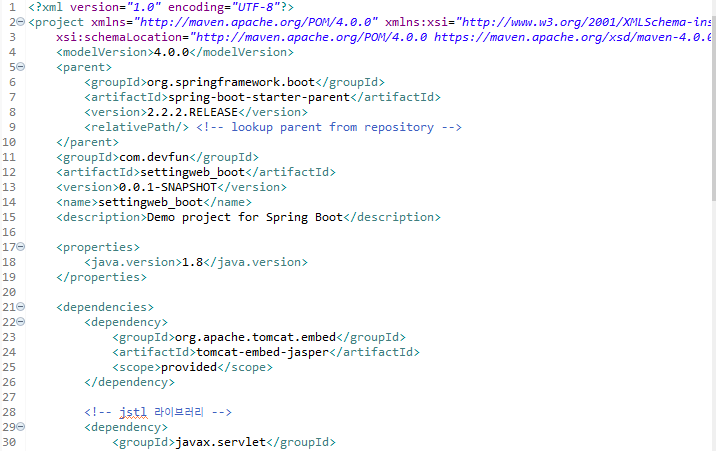 1 <?xml version="1.0" encoding="UTF-8"?>
2 <project xmlns="http://maven.apache.org/POM/4.0.0" xmlns:xsi="http://www.w3.org/2001/XMLSchema-ins
3 xsi:schemaLocation="http://maven.apache.org/POM/4.0.0 https://maven.apache.org/xsd/maven-4.0.0
4 <modelVersion>4.0.0</modelVersion>
5 <parent>
6 <groupId>org.springframework.boot</groupId>
7 <artifactId>spring-boot-starter-parent</artifactId>
8 <version>2.2.2.RELEASE</version>
9 <relativePath/> <!-- lookup parent from repository -->
10 </parent>
11 <groupId>com.devfun</groupId>
12 <artifactId>settingweb_boot</artifactId>
13 <version>0.0.1-SNAPSHOT</version>
14 <name>settingweb_boot</name>
15 <description>Demo project for Spring Boot</description>
16
17 <properties>
18 <java.version>1.8</java.version>
19 </properties>
20
21 <dependencies>
22 <dependency>
23 <groupId>org.apache.tomcat.embed</groupId>
24 <artifactId>tomcat-embed-jasper</artifactId>
25 <scope>provided</scope>
26 </dependency>
27
28 <!-- jstl 라이브러리 -->
29 <dependency>
30 <groupId>javax.servlet</groupId>